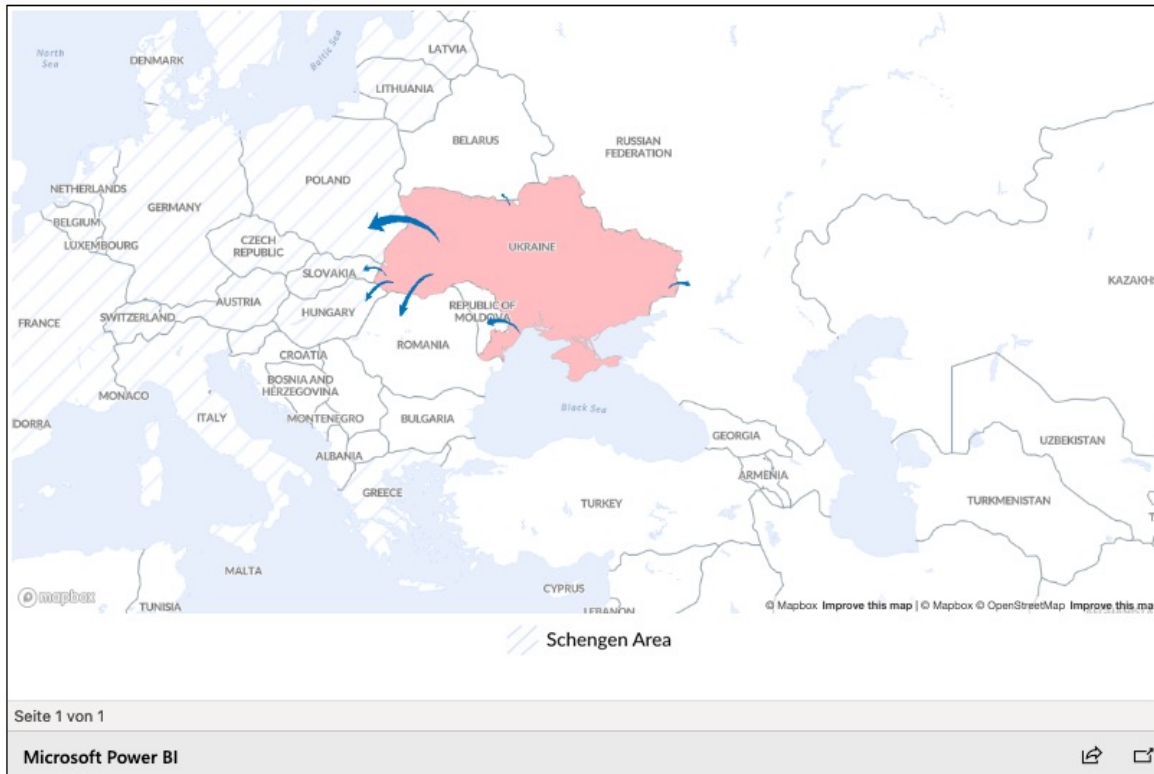 North
Sea
DENMARK
Baltic Sea
LATVIA
LITHUANIA
BELARUS
RUSSIAN
FEDERATION
NETHERLANDS
POLAND
GERMANY
BELGIUM
LUXEMBOURG
CZECH
REPUBLIC
UKRAINE
SLOVAKIA
KAZAKHS
AUSTRIA
FRANCE
SWITZERLAND
HUNGARY
REPUBLIC OF
MOLDOVA
ROMANIA
CROATIA
BOSNIA AND
HERZEGOVINA
MONACO
Black Sea
DORRA
ITALY
MONTENEGRO
BULGARIA
GEORGIA
UZBEKISTAN
ALBANIA
ARMENIA
GREECE
TURKEY
TURKMENISTAN
MALTA
CYPRUS
mapbox
TUNISIA
LEBANON
© Mapbox Improve this map | © Mapbox © OpenStreetMap Improve this ma
Schengen Area
Seite 1 von 1
Microsoft Power BI